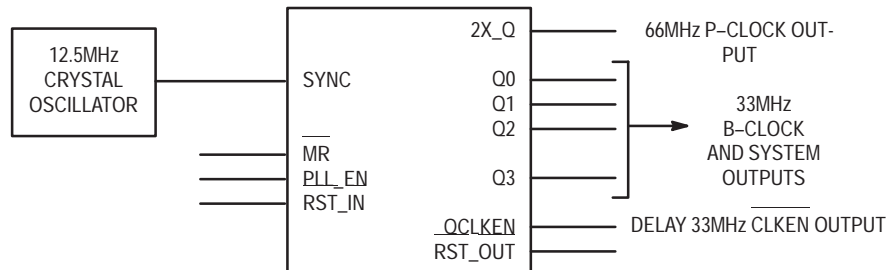 2X_Q
66MHz P–CLOCK OUT-
PUT
12.5MHz
CRYSTAL
OSCILLATOR
SYNC
Q0
Q1
Q2
33MHz
B–CLOCK
AND SYSTEM
OUTPUTS
MR
PLL_EN
Q3
RST_IN
QCLKEN
DELAY 33MHz CLKEN OUTPUT
RST_OUT